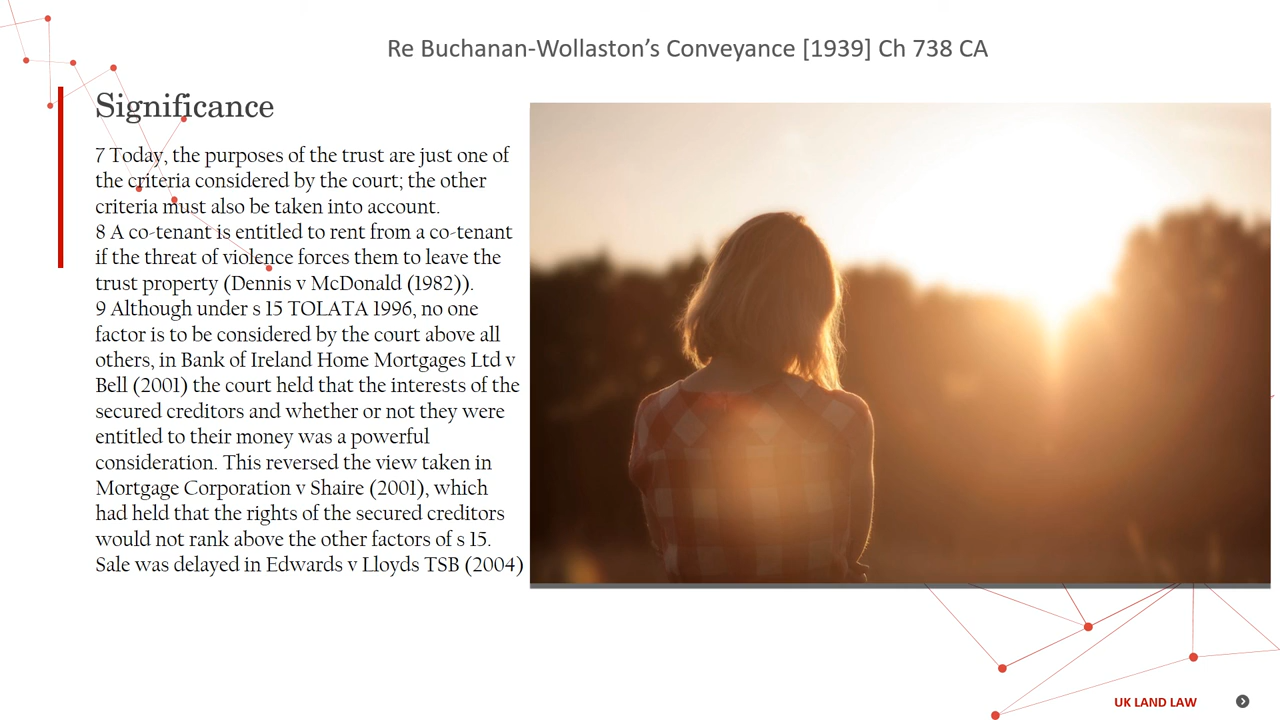 Re Buchanan-Wollaston’s Conveyance [1939] Ch 738 CA
Significance
7 Today, the purposes of the trust are just one of
the criteria considered by the court; the other
criteria must also be taken into account.
8 A co-tenant is entitled to rent from a co-tenant
if the threat of violence forces them to leave the
trust property (Dennis v McDonald (1982)).
9 Although under s 15 TOLATA 1996, no one
factor is to be considered by the court above all
others, in Bank of Ireland Home Mortgages Ltd v
Bell (2001) the court held that the interests of the
secured creditors and whether or not they were
entitled to their money was a powerful
consideration. This reversed the view taken in
Mortgage Corporation v Shaire (2001), which
had held that the rights of the secured creditors
would not rank above the other factors of s 15.
Sale was delayed in Edwards v Lloyds TSB (2004)
UK LAND LAW